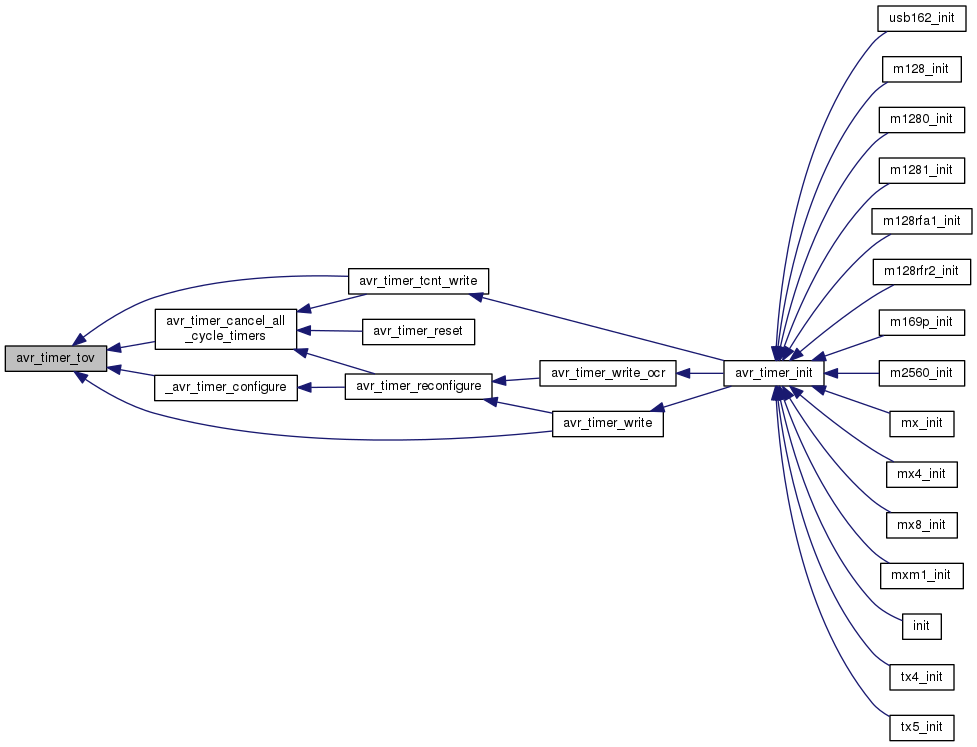 usb162_init
m128_init
m1280_init
m1281_init
m128rfa1_init
m128rfr2_init
avr_timer_tcnt_write
avr_timer_cancel_all
_cycle_timers
avr_timer_reset
m169p_init
avr_timer_tov
avr_timer_write_ocr
avr_timer_init
m2560_init
_avr_timer_configure
avr_timer_reconfigure
avr_timer_write
mx_init
mx4_init
mx8_init
mxm1_init
init
tx4_init
tx5_init